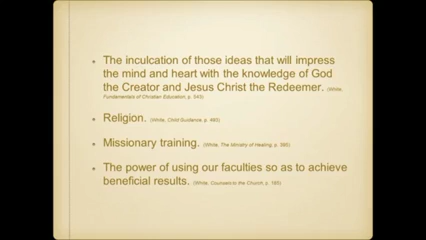 • The inculcation of those ideas that will impress
the mind and heart with the knowledge of God
the Creator and Jesus Christ the Redeemer. (White,
Fundamentals of Christian Education, p. 543)
• Religion. (White, Child Guidance, p. 493)
• Missionary training. (White, The Ministry of Healing, p. 395)
• The power of using our faculties so as to achieve
beneficial results. (White, Counsels to the Church, p. 195)